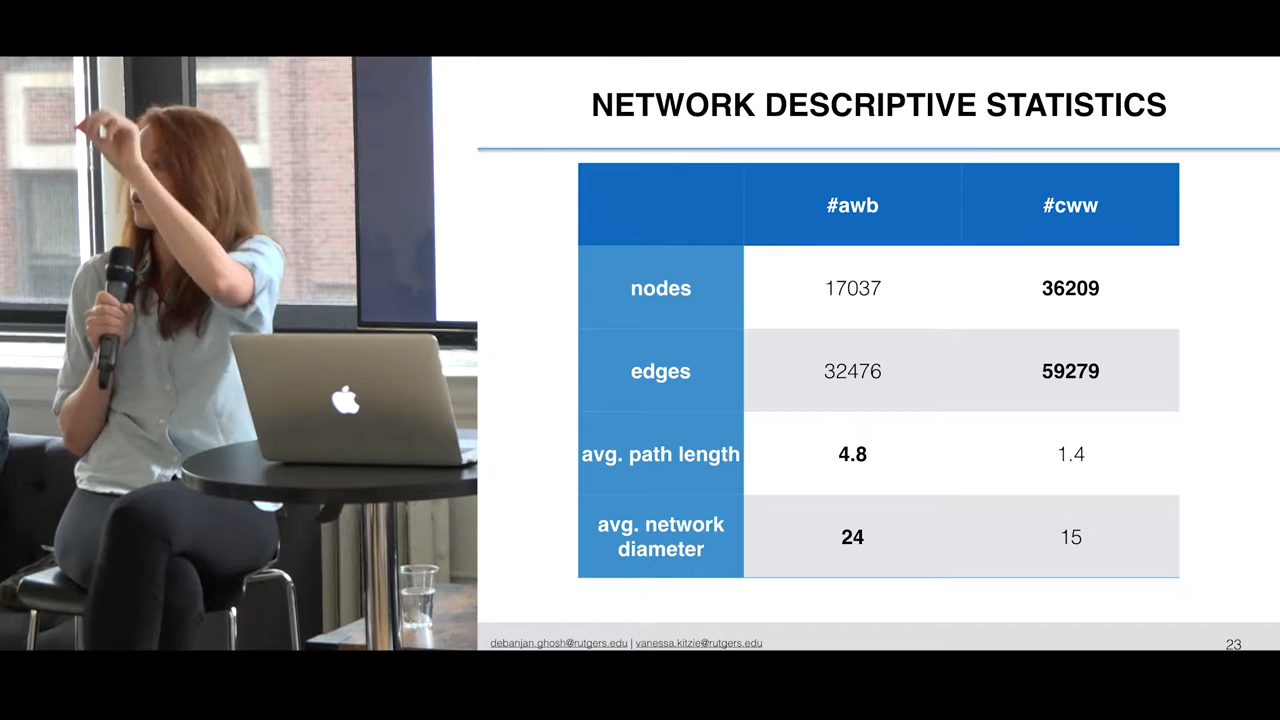 NETWORK DESCRIPTIVE STATISTICS
#awb #cww
nodes 17037 36209
edges 32476 59279
avg. path length 4.8 1.4
avg. network
diameter 24 15
debanjan.ghosh@rutgers.edu | vanessa.kitzie@rutgers.edu 23